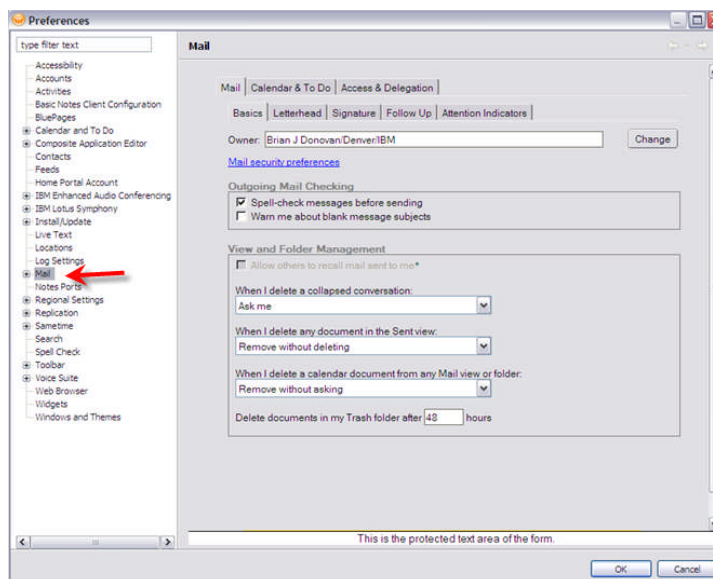 Preferences
type filter text
Accessibility
Accounts
Activities
Basic Notes Client Configuration
BluePages
Calendar and To Do
Composite Application Editor
Contacts
Feeds
Home Portal Account
IBM Enhanced Audio Conferencing
IBM Lotus Symphony
Install/Update
Live Text
Locations
Log Settings
Mail
Notes Ports
Regional Settings
Replication
Sametime
Search
Spell Check
Toolbar
Voice Suite
Web Browser
Widgets
Windows and Themes
Mail
Mail Calendar & To Do Access & Delegation
Basics Letterhead Signature Follow Up Attention Indicators
Owner: Brian J Donovan/Denver/IBM Change
Mail security preferences
Outgoing Mail Checking
Spell-check messages before sending
Warn me about blank message subjects
View and Folder Management
Allow others to recall mail sent to me*
When I delete a collapsed conversation:
Ask me
When I delete any document in the Sent view:
Remove without deleting
When I delete a calendar document from any Mail view or folder:
Remove without asking
Delete documents in my Trash folder after 48 hours
This is the protected text area of the form.
OK Cancel